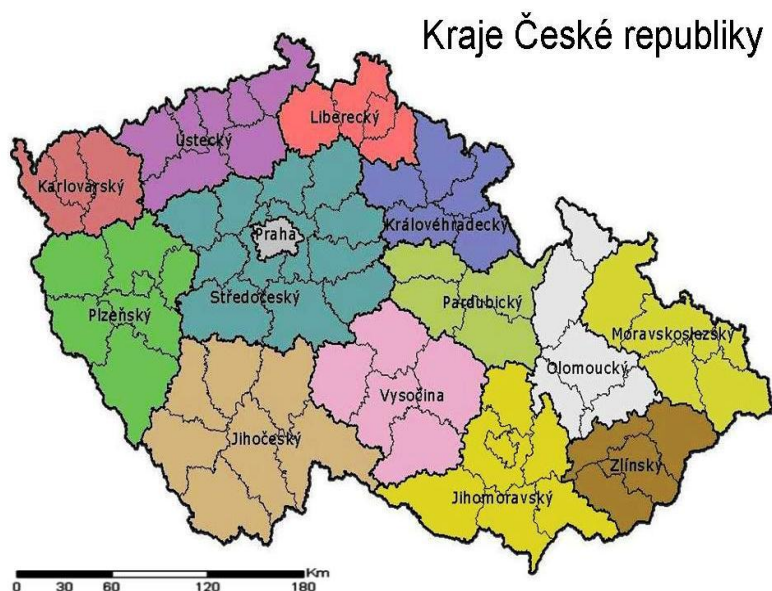 Kraje České republiky
Liberecký
Ústecký
Karlovarský
Královéhradecký
Praha
Středočeský
Pardubický
Plzeňský
Moravskoslezský
Olomoucký
Vysočina
Jihočeský
Zlínský
Jihomoravský
Km
0 30 60 120 180